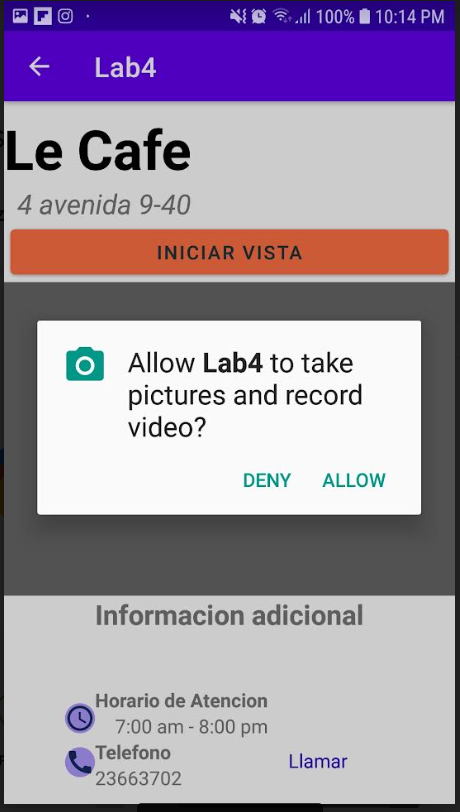 100% 10:14 PM
Lab4
Le Cafe
4 avenida 9-40
INICIAR VISTA
Allow Lab4 to take
pictures and record
video?
DENY ALLOW
Informacion adicional
Horario de Atencion
7:00 am - 8:00 pm
Telefono
Llamar
23663702